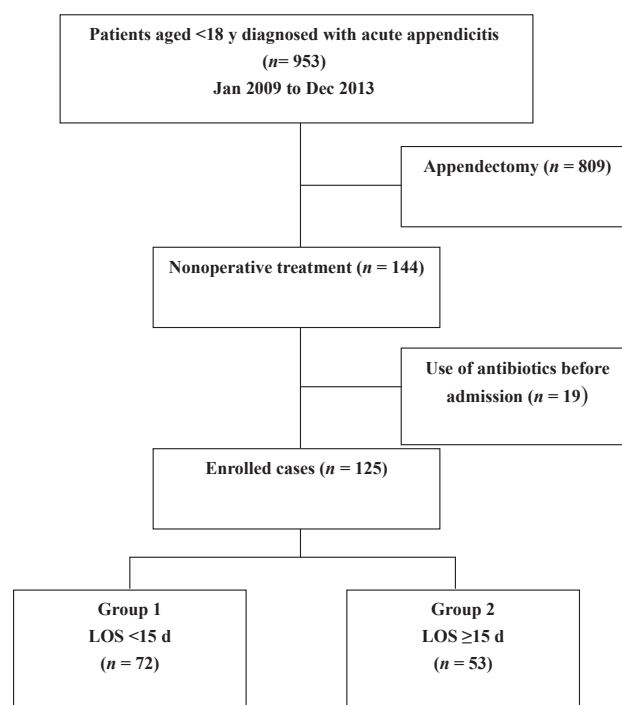 Patients aged <18 y diagnosed with acute appendicitis
(n= 953)
Jan 2009 to Dec 2013
Appendectomy (n = 809)
Nonoperative treatment (n = 144)
Use of antibiotics before
admission (n = 19)
Enrolled cases (n = 125)
Group 1
LOS <15 d
(n = 72)
Group 2
LOS ≥15 d
(n = 53)